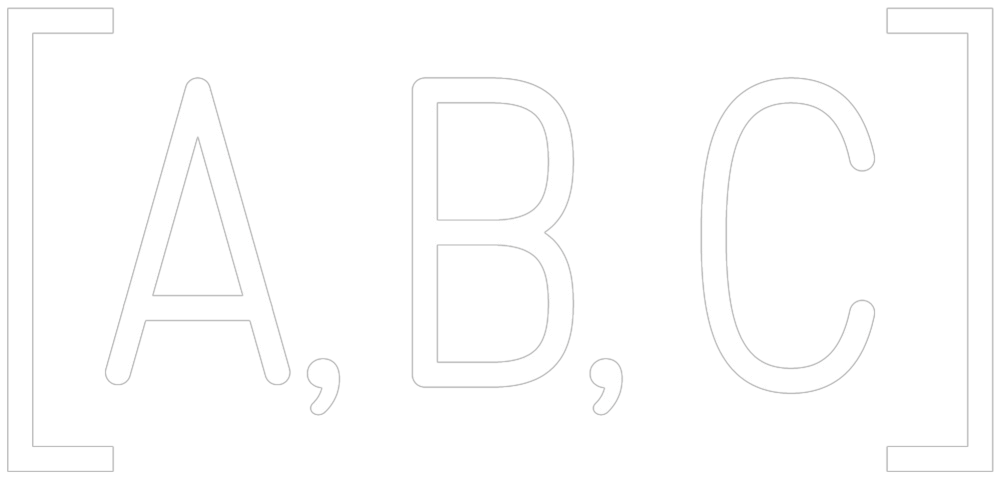 [A, B, C]